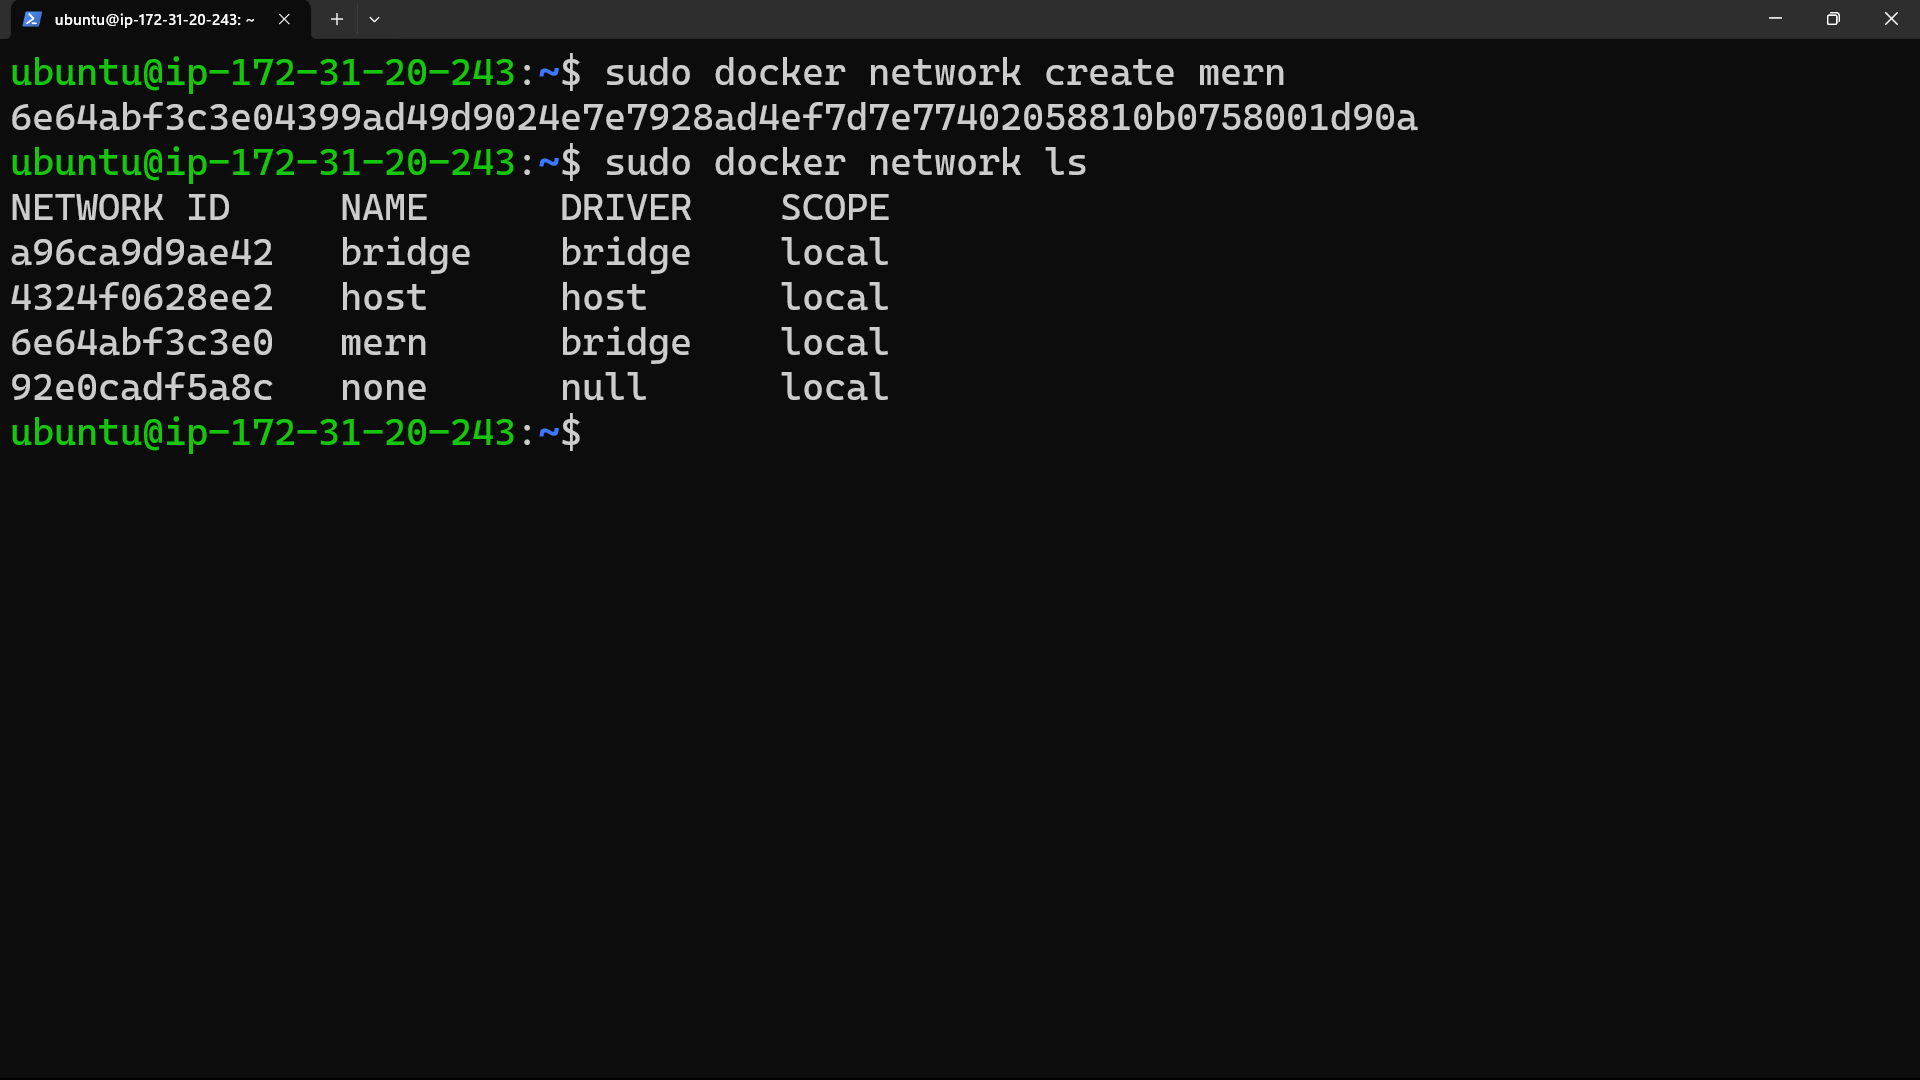 ubuntu@ip-172-31-20-243: ~
ubuntu@ip-172-31-20-243:~$ sudo docker network create mern
6e64abf3c3e04399ad49d9024e7e7928ad4ef7d7e77402058810b0758001d90a
ubuntu@ip-172-31-20-243:~$ sudo docker network ls
NETWORK ID     NAME      DRIVER    SCOPE
a96ca9d9ae42   bridge    bridge    local
4324f0628ee2   host      host      local
6e64abf3c3e0   mern      bridge    local
92e0cadf5a8c   none      null      local
ubuntu@ip-172-31-20-243:~$